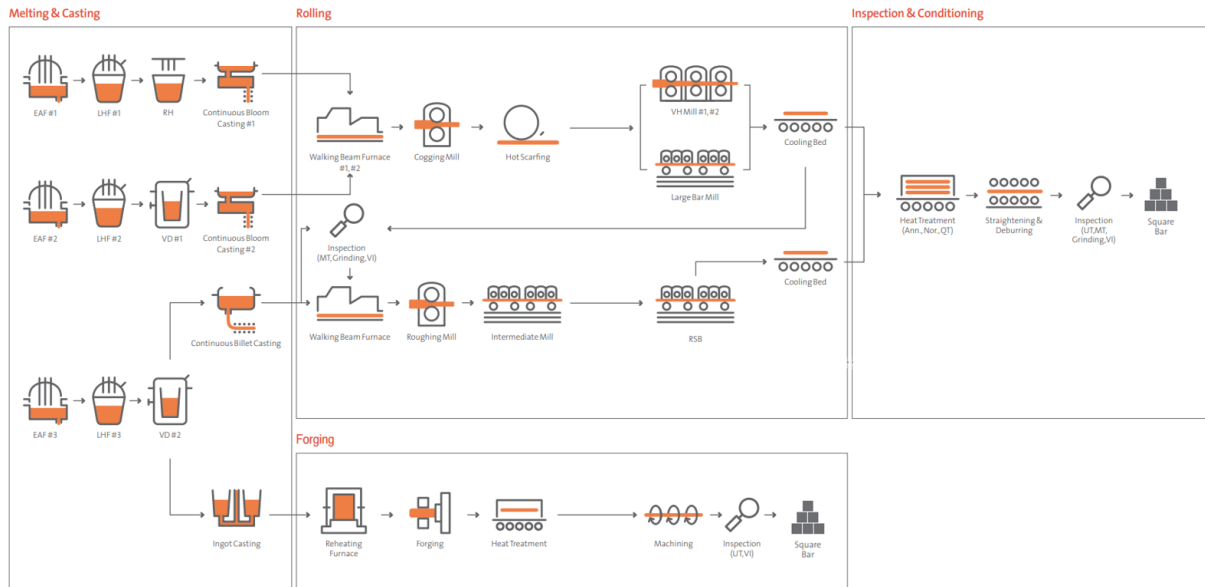 Melting & Casting
Rolling
Inspection & Conditioning
EAF #1
LHF #1
RH
Continuous Bloom
Casting #1
Walking Beam Furnace
#1, #2
Cogging Mill
Hot Scarfing
VH Mill #1, #2
Large Bar Mill
Cooling Bed
EAF #2
LHF #2
VD #1
Continuous Bloom
Casting #2
Inspection
(MT,Grinding,VI)
Heat Treatment
(Ann., Nor., QT)
Straightening &
Deburring
Inspection
(UT,MT,
Grinding,VI)
Square
Bar
Continuous Billet Casting
Walking Beam Furnace
Roughing Mill
Intermediate Mill
RSB
Cooling Bed
EAF #3
LHF #3
VD #2
Forging
Ingot Casting
Reheating
Furnace
Forging
Heat Treatment
Machining
Inspection
(UT,VI)
Square
Bar